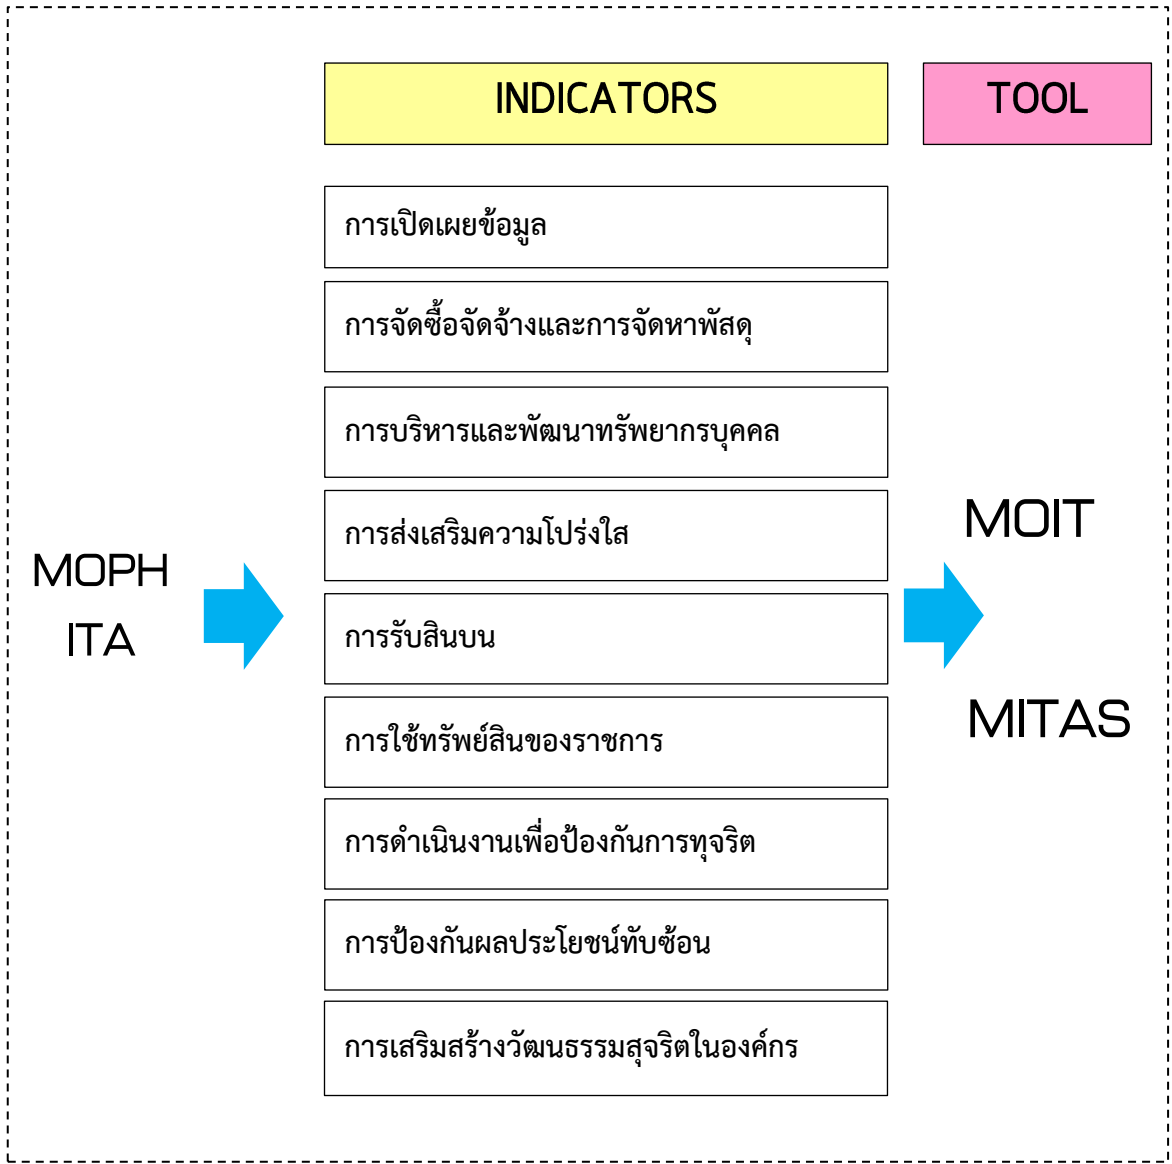 INDICATORS
TOOL
การเปิดเผยข้อมูล
การจัดซื้อจัดจ้างและการจัดหาพัสดุ
การบริหารและพัฒนาทรัพยากรบุคคล
การส่งเสริมความโปร่งใส
การรับสินบน
การใช้ทรัพย์สินของราชการ
การดำเนินงานเพื่อป้องกันการทุจริต
การป้องกันผลประโยชน์ทับซ้อน
การเสริมสร้างวัฒนธรรมสุจริตในองค์กร
MOPH
ITA
MOIT
MITAS